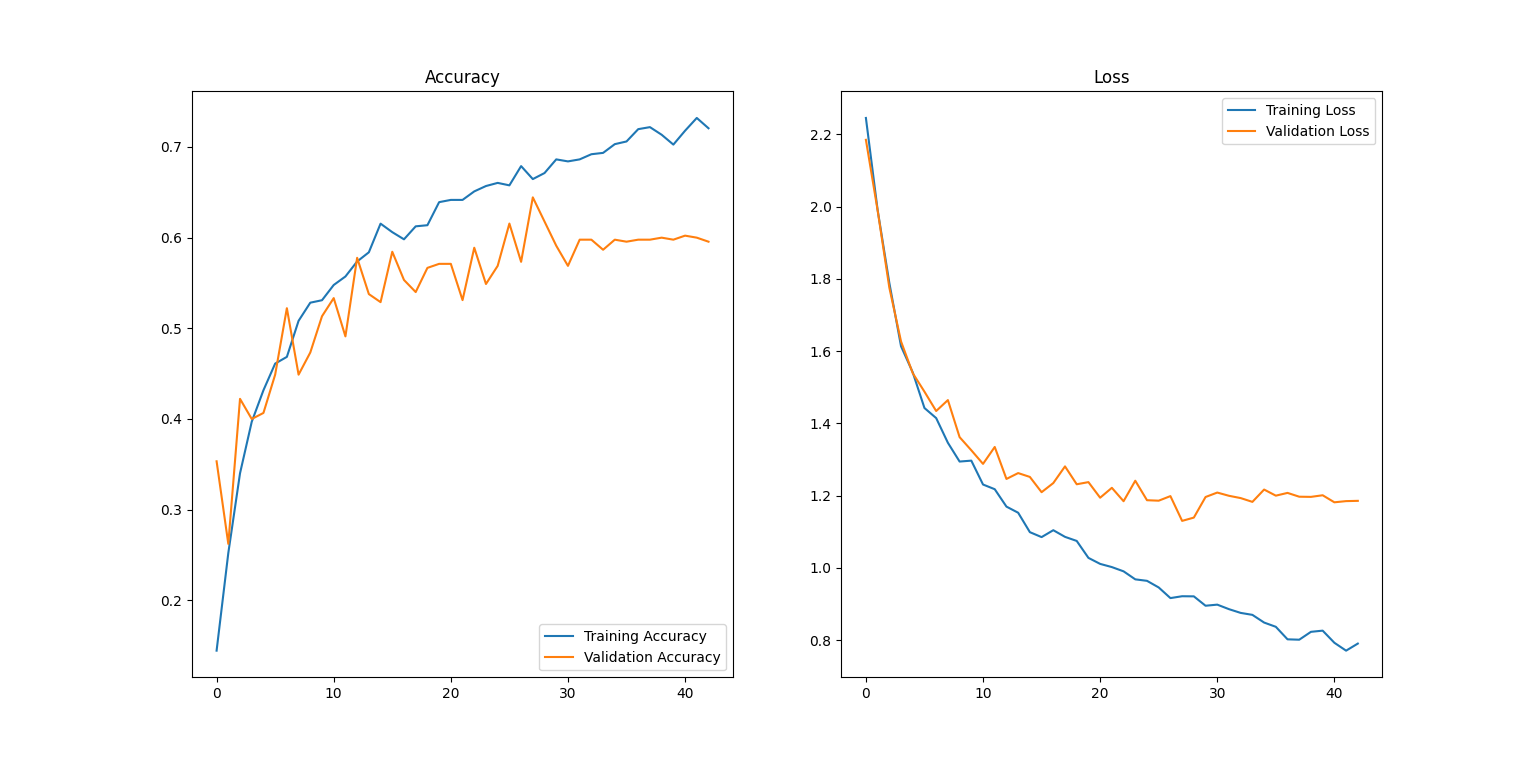 Accuracy
0.7
0.6
0.5
0.4
0.3
0.2
0 10 20 30 40
Training Accuracy
Validation Accuracy
Loss
2.2
2.0
1.8
1.6
1.4
1.2
1.0
0.8
0 10 20 30 40
Training Loss
Validation Loss